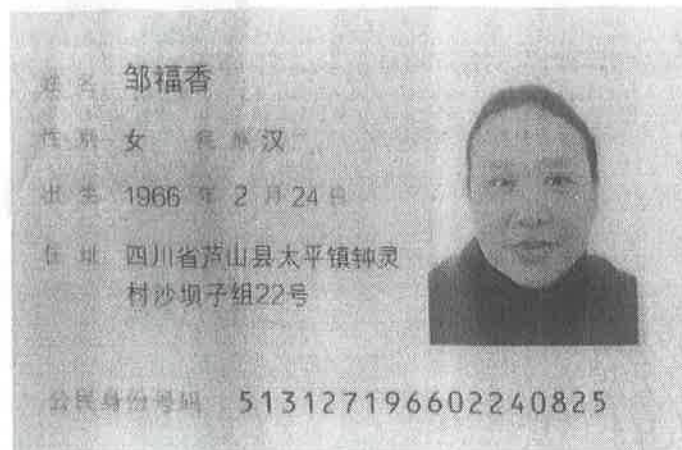 姓名 邹福香
性别 女 民族 汉
出生 1966 年 2 月 24 日
住址 四川省芦山县太平镇钟灵
村沙坝子组22号
公民身份号码 513127196602240825